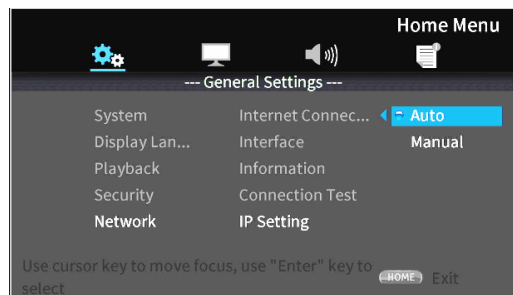 Home Menu
--- General Settings ---
System Internet Connec... Auto
Display Lan... Interface Manual
Playback Information
Security Connection Test
Network IP Setting
Use cursor key to move focus, use "Enter" key to
select
HOME Exit